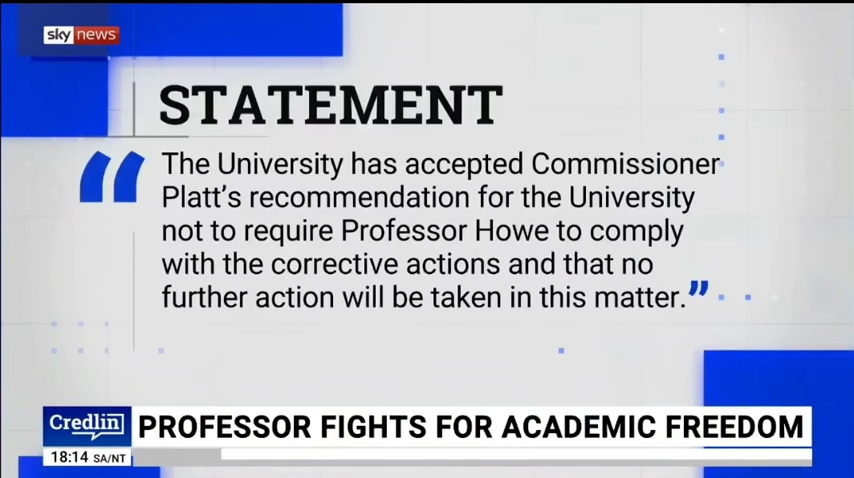 sky news
STATEMENT
“ The University has accepted Commissioner
Platt’s recommendation for the University
not to require Professor Howe to comply
with the corrective actions and that no
further action will be taken in this matter.”
Credlin PROFESSOR FIGHTS FOR ACADEMIC FREEDOM
18:14 SA/NT